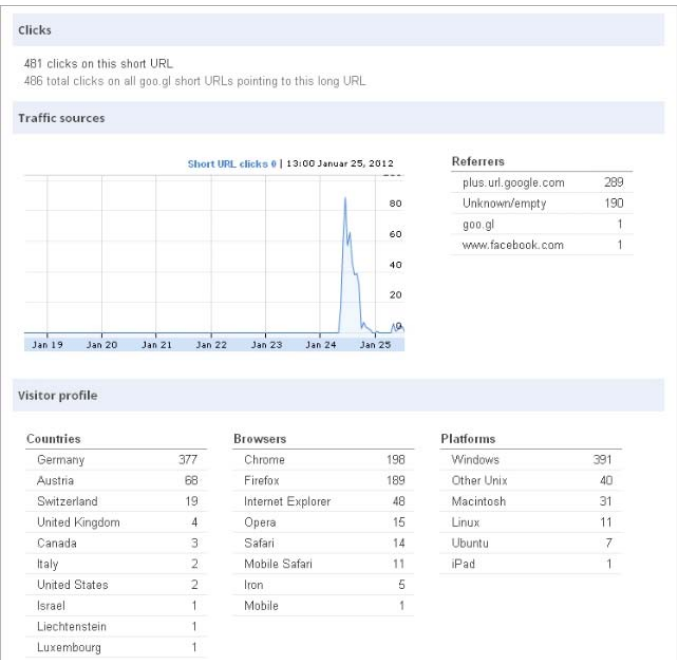 Clicks
481 clicks on this short URL
486 total clicks on all goo.gl short URLs pointing to this long URL
Traffic sources
Short URL clicks 0 | 13:00 Januar 25, 2012
80
60
40
20
0
Jan 19 Jan 20 Jan 21 Jan 22 Jan 23 Jan 24 Jan 25
Referrers
plus.url.google.com 289
Unknown/empty 190
goo.gl 1
www.facebook.com 1
Visitor profile
Countries
Germany 377
Austria 68
Switzerland 19
United Kingdom 4
Canada 3
Italy 2
United States 2
Israel 1
Liechtenstein 1
Luxembourg 1
Browsers
Chrome 198
Firefox 189
Internet Explorer 48
Opera 15
Safari 14
Mobile Safari 11
Iron 5
Mobile 1
Platforms
Windows 391
Other Unix 40
Macintosh 31
Linux 11
Ubuntu 7
iPad 1